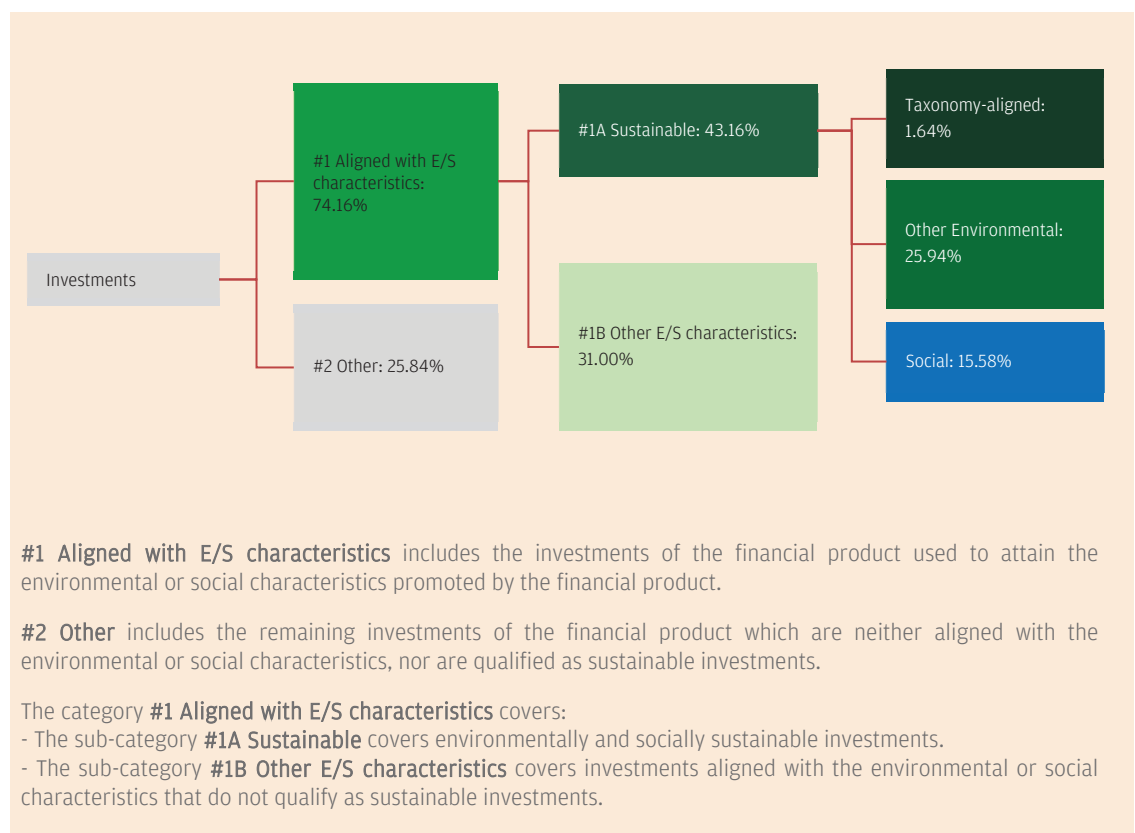 Investments
#1 Aligned with E/S
characteristics:
74.16%
#2 Other: 25.84%
#1A Sustainable: 43.16%
#1B Other E/S characteristics:
31.00%
Taxonomy-aligned:
1.64%
Other Environmental:
25.94%
Social: 15.58%
#1 Aligned with E/S characteristics includes the investments of the financial product used to attain the
environmental or social characteristics promoted by the financial product.
#2 Other includes the remaining investments of the financial product which are neither aligned with the
environmental or social characteristics, nor are qualified as sustainable investments.
The category #1 Aligned with E/S characteristics covers:
- The sub-category #1A Sustainable covers environmentally and socially sustainable investments.
- The sub-category #1B Other E/S characteristics covers investments aligned with the environmental or social
characteristics that do not qualify as sustainable investments.